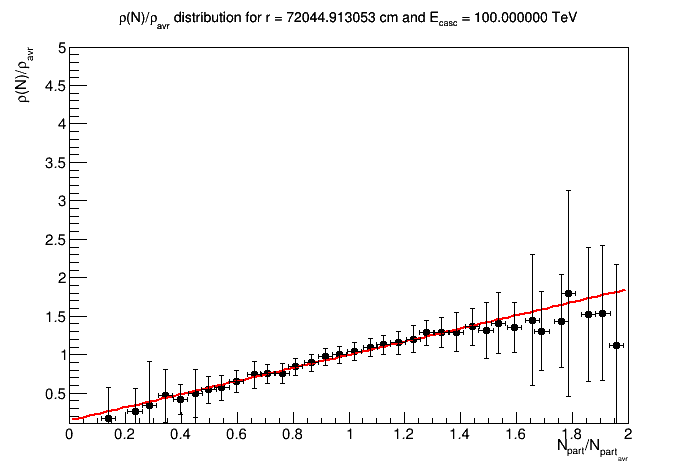 ρ(N)/ρavr distribution for r = 72044.913053 cm and Ecasc = 100.000000 TeV
ρ(N)/ρavr
5
4.5
4
3.5
3
2.5
2
1.5
1
0.5
0 0.2 0.4 0.6 0.8 1 1.2 1.4 1.6 1.8 2
Npart/Npartavr